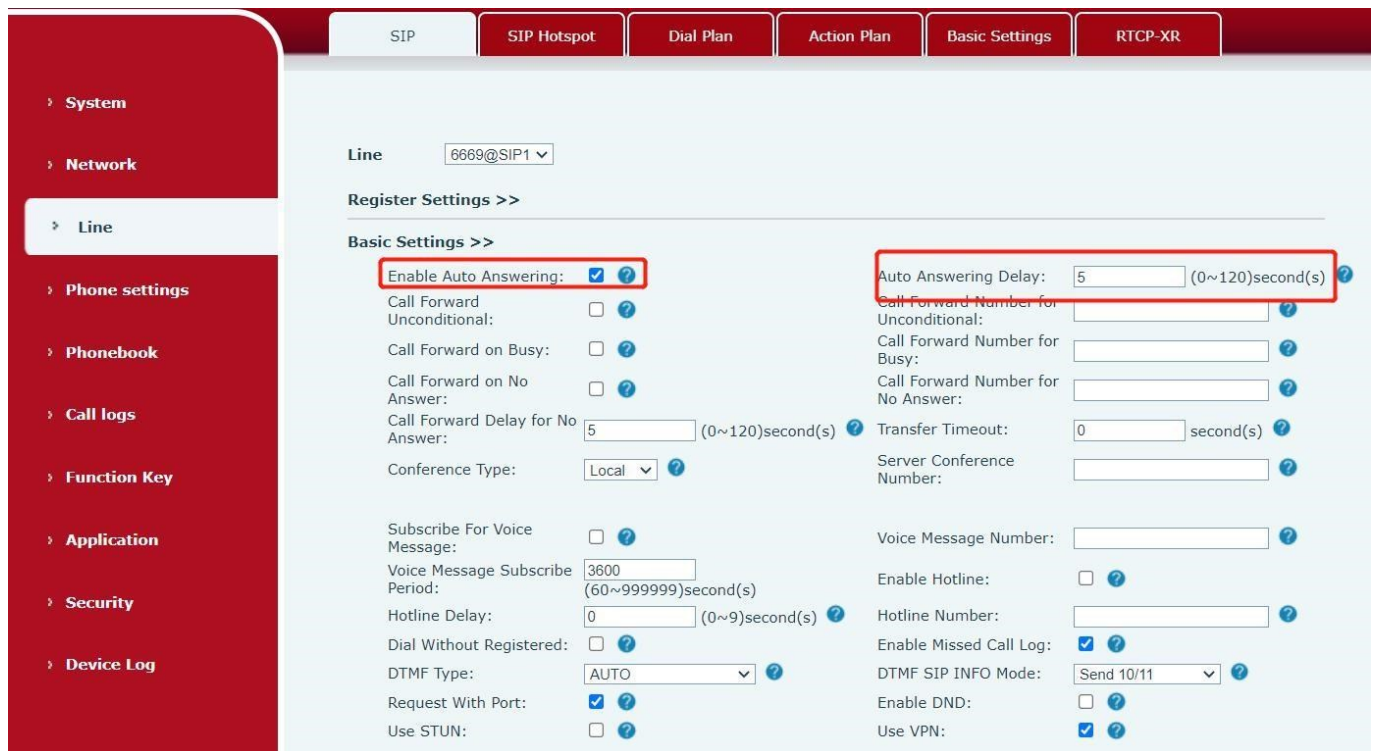 SIP
SIP Hotspot
Dial Plan
Action Plan
Basic Settings
RTCP-XR
› System
› Network
› Line
› Phone settings
› Phonebook
› Call logs
› Function Key
› Application
› Security
› Device Log
Line 6669@SIP1
Register Settings >>
Basic Settings >>
Enable Auto Answering: ?
Auto Answering Delay: 5 (0~120)second(s) ?
Call Forward
Unconditional: ?
Call Forward Number for
Unconditional: ?
Call Forward on Busy: ?
Call Forward Number for
Busy: ?
Call Forward on No
Answer: ?
Call Forward Number for
No Answer: ?
Call Forward Delay for No
Answer: 5 (0~120)second(s) ?
Transfer Timeout: 0 second(s) ?
Conference Type: Local ?
Server Conference
Number: ?
Subscribe For Voice
Message: ?
Voice Message Number: ?
Voice Message Subscribe
Period: 3600
(60~999999)second(s)
Enable Hotline: ?
Hotline Delay: 0 (0~9)second(s) ?
Hotline Number: ?
Dial Without Registered: ?
Enable Missed Call Log: ?
DTMF Type: AUTO ?
DTMF SIP INFO Mode: Send 10/11 ?
Request With Port: ?
Enable DND: ?
Use STUN: ?
Use VPN: ?